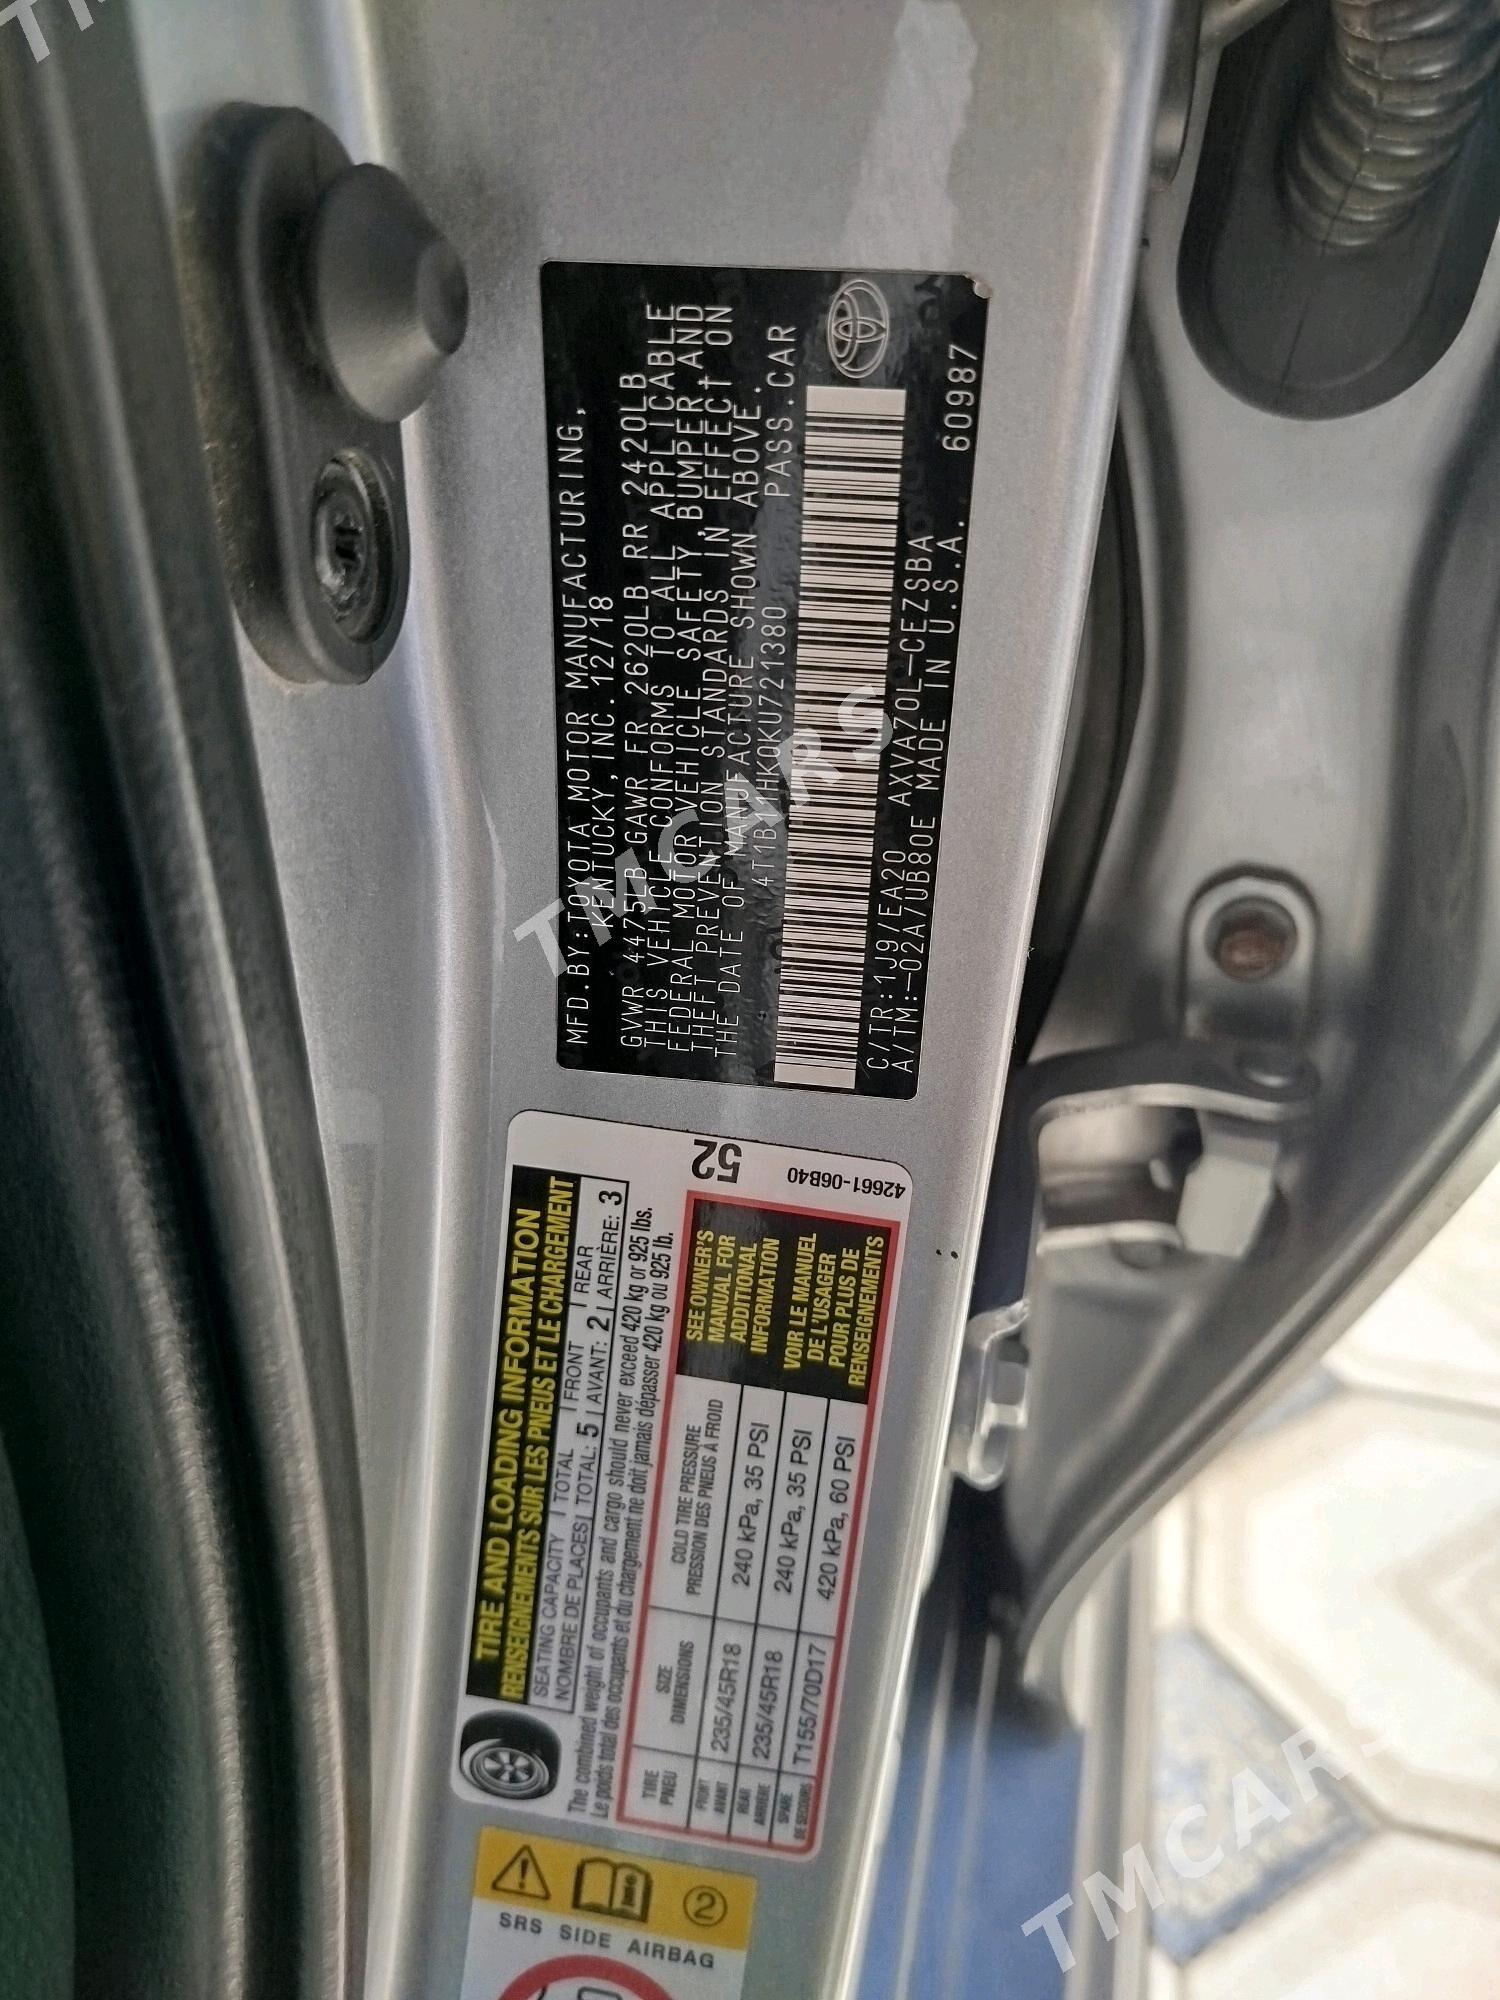 MFD.BY:TOYOTA MOTOR MANUFACTURING,
KENTUCKY,INC.12/18
GVWR 4475LB GAWR FR 2620LB RR 2420LB
THIS VEHICLE CONFORMS TO ALL APPLICABLE
FEDERAL MOTOR VEHICLE SAFETY,BUMPER,AND
THEFT PREVENTION STANDARDS IN EFFECT ON
THE DATE OF MANUFACTURE SHOWN ABOVE.
4T1B11HK0KU721380 PASS.CAR
C/TR:1J9/EA20 AXVA70L-CEZSBA
A/TM:-02A/UB80E MADE IN U.S.A. 60987
52
42661-06B40
TIRE AND LOADING INFORMATION
RENSEIGNEMENTS SUR LES PNEUS ET LE CHARGEMENT
SEATING CAPACITY TOTAL FRONT REAR
NOMBRE DE PLACES TOTAL: 5 AVANT: 2 ARRIÈRE: 3
The combined weight of occupants and cargo should never exceed 420 kg or 925 lbs.
Le poids total des occupants et du chargement ne doit jamais dépasser 420 kg ou 925 lb.
TIRE SIZE COLD TIRE PRESSURE
PNEU DIMENSIONS PRESSION DES PNEUS À FROID
FRONT 235/45R18 240 kPa, 35 PSI
AVANT
REAR 235/45R18 240 kPa, 35 PSI
ARRIÈRE
SPARE T155/70D17 420 kPa, 60 PSI
DE SECOURS
SEE OWNER'S
MANUAL FOR
ADDITIONAL
INFORMATION
VOIR LE MANUEL
DE L'USAGER
POUR PLUS DE
RENSEIGNEMENTS
2
SRS SIDE AIRBAG
TMCARS
TMCARS